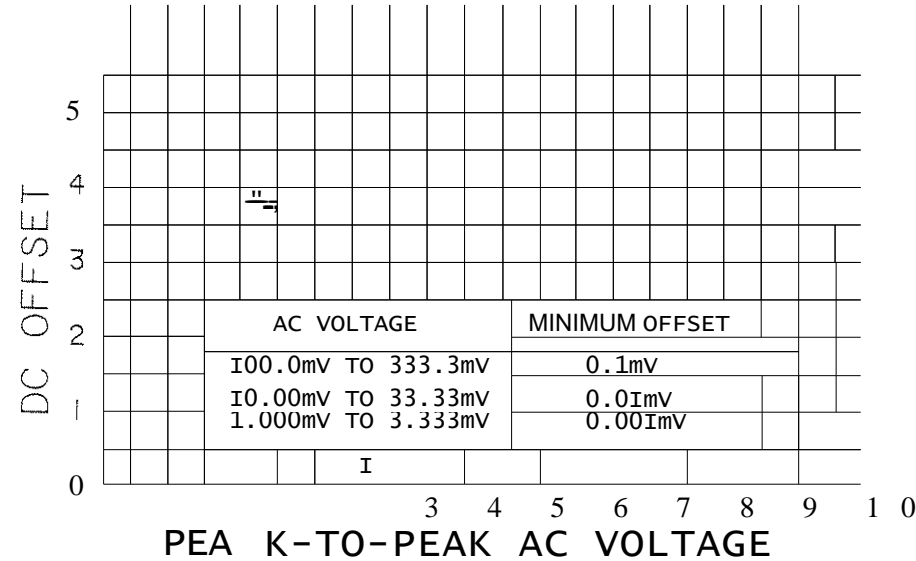 5
4
3
2
1
0
DC OFFSET
AC VOLTAGE MINIMUM OFFSET
I00.0mV TO 333.3mV 0.1mV
I0.00mV TO 33.33mV 0.0ImV
1.000mV TO 3.333mV 0.00ImV
I
3 4 5 6 7 8 9 1 0
PEA K-TO-PEAK AC VOLTAGE